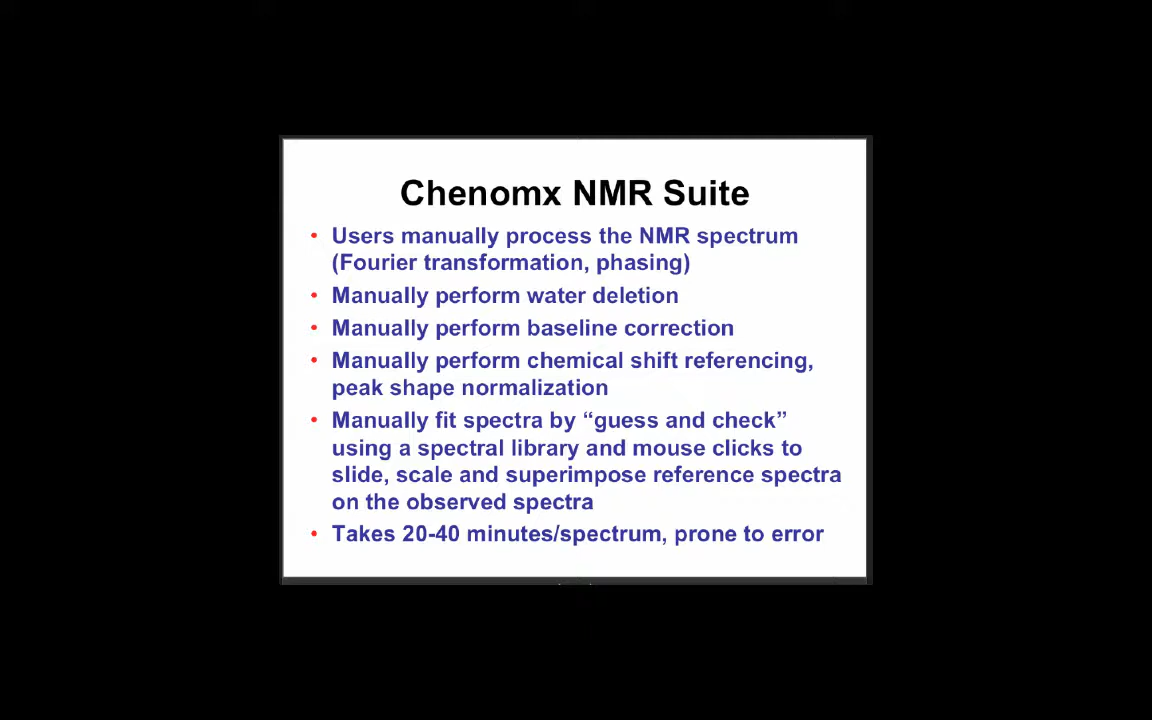 Chenomx NMR Suite
• Users manually process the NMR spectrum
(Fourier transformation, phasing)
• Manually perform water deletion
• Manually perform baseline correction
• Manually perform chemical shift referencing,
peak shape normalization
• Manually fit spectra by “guess and check”
using a spectral library and mouse clicks to
slide, scale and superimpose reference spectra
on the observed spectra
• Takes 20-40 minutes/spectrum, prone to error